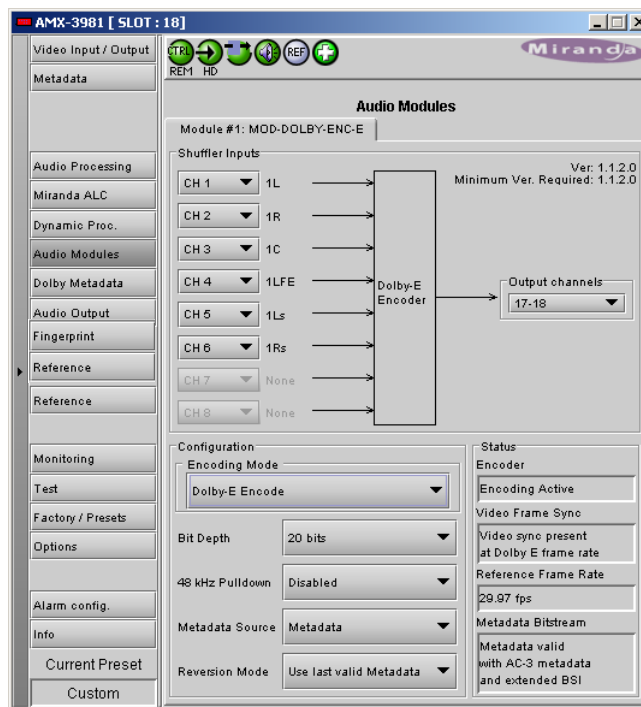 AMX-3981 [ SLOT : 18]
Video Input / Output
Metadata
Audio Processing
Miranda ALC
Dynamic Proc.
Audio Modules
Dolby Metadata
Audio Output
Fingerprint
Reference
Reference
Monitoring
Test
Factory / Presets
Options
Alarm config.
Info
Current Preset
Custom
CTRL
REF
REM HD
Miranda
Audio Modules
Module #1: MOD-DOLBY-ENC-E
Shuffler Inputs
Ver: 1.1.2.0
Minimum Ver. Required: 1.1.2.0
CH 1 1L
CH 2 1R
CH 3 1C
CH 4 1LFE
CH 5 1Ls
CH 6 1Rs
CH 7 None
CH 8 None
Dolby-E
Encoder
Output channels
17-18
Configuration
Encoding Mode
Dolby-E Encode
Bit Depth 20 bits
48 kHz Pulldown Disabled
Metadata Source Metadata
Reversion Mode Use last valid Metadata
Status
Encoder
Encoding Active
Video Frame Sync
Video sync present
at Dolby E frame rate
Reference Frame Rate
29.97 fps
Metadata Bitstream
Metadata valid
with AC-3 metadata
and extended BSI